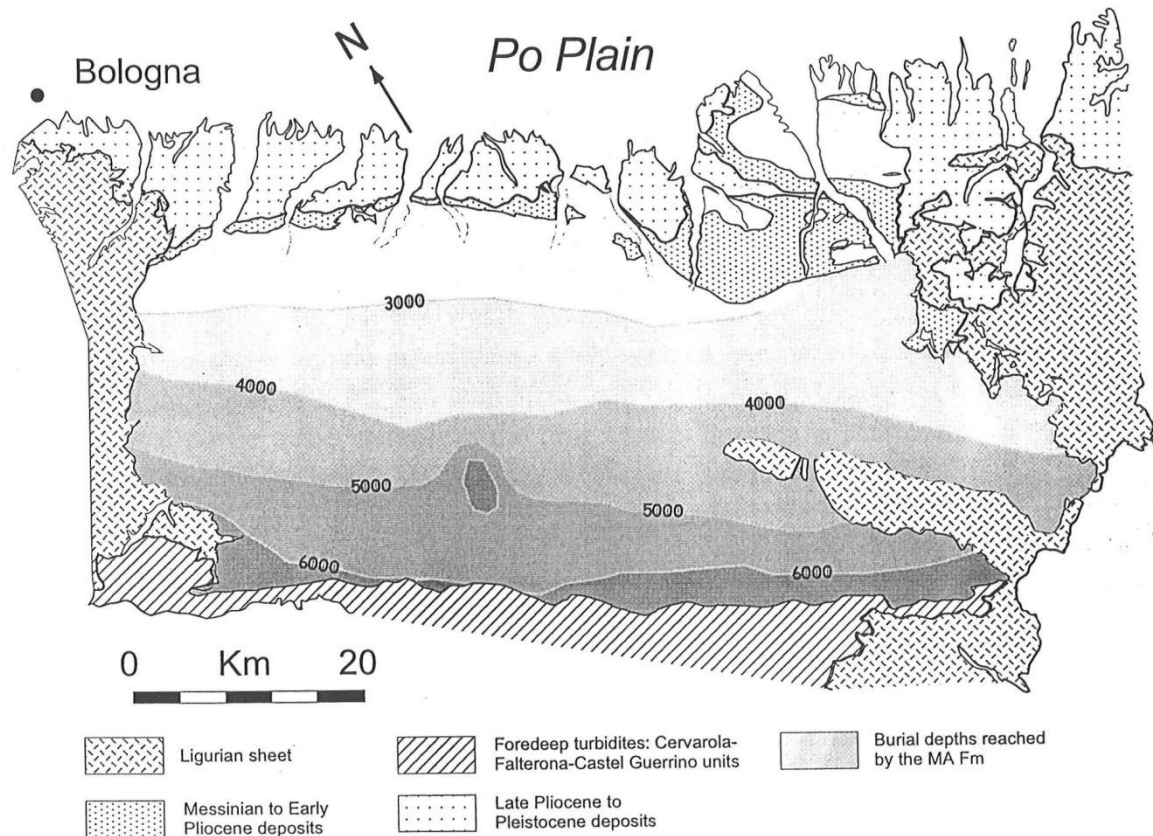 Po Plain
N
Bologna
3000
4000
4000
5000
5000
6000
6000
0 Km 20
Ligurian sheet
Foredeep turbidites: Cervarola-
Falterona-Castel Guerrino units
Burial depths reached
by the MA Fm
Messinian to Early
Pliocene deposits
Late Pliocene to
Pleistocene deposits